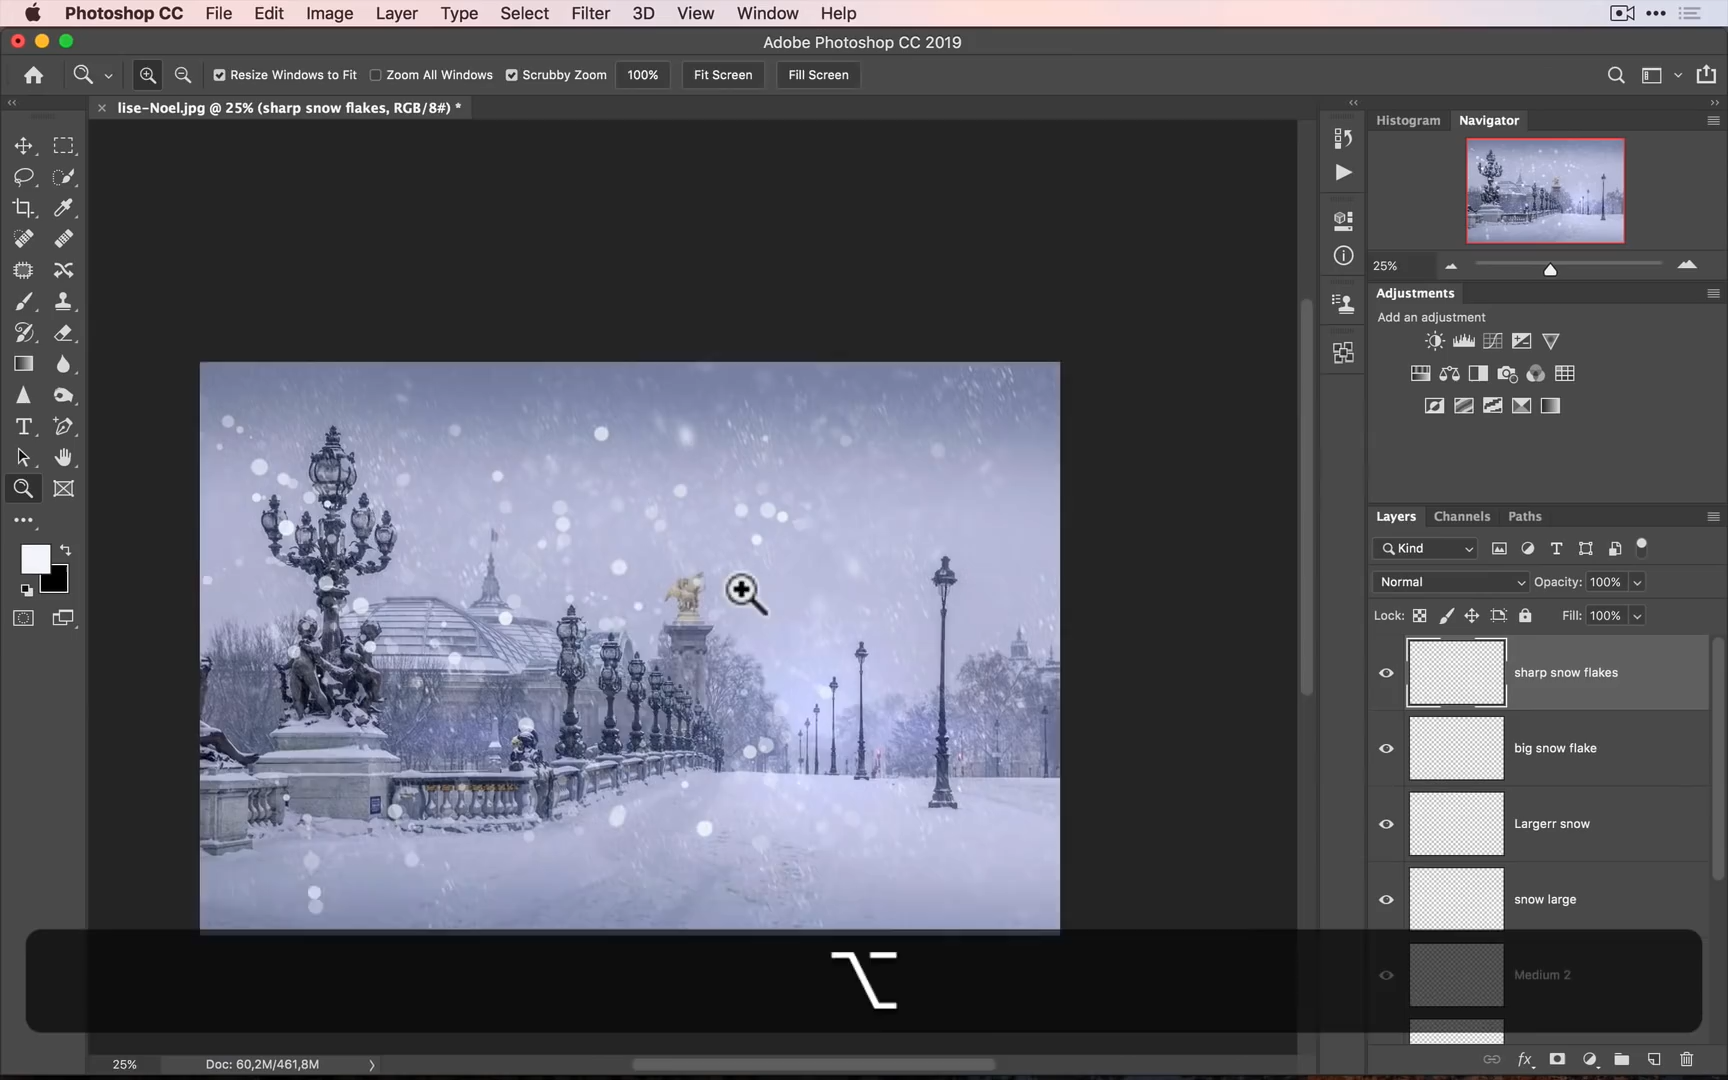 Photoshop CC File Edit Image Layer Type Select Filter 3D View Window Help
Adobe Photoshop CC 2019
Resize Windows to Fit Zoom All Windows Scrubby Zoom 100% Fit Screen Fill Screen
lise-Noel.jpg @ 25% (sharp snow flakes, RGB/8#) *
Histogram Navigator
25%
Adjustments
Add an adjustment
Layers Channels Paths
Kind
Normal Opacity: 100%
Lock: Fill: 100%
sharp snow flakes
big snow flake
Largerr snow
snow large
Medium 2
25% Doc: 60,2M/461,8M